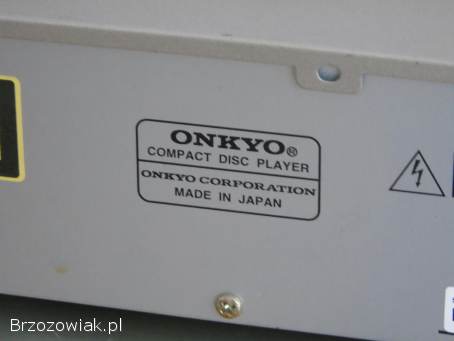 ONKYO®
COMPACT DISC PLAYER
ONKYO CORPORATION
MADE IN JAPAN
Brzozowiak.pl